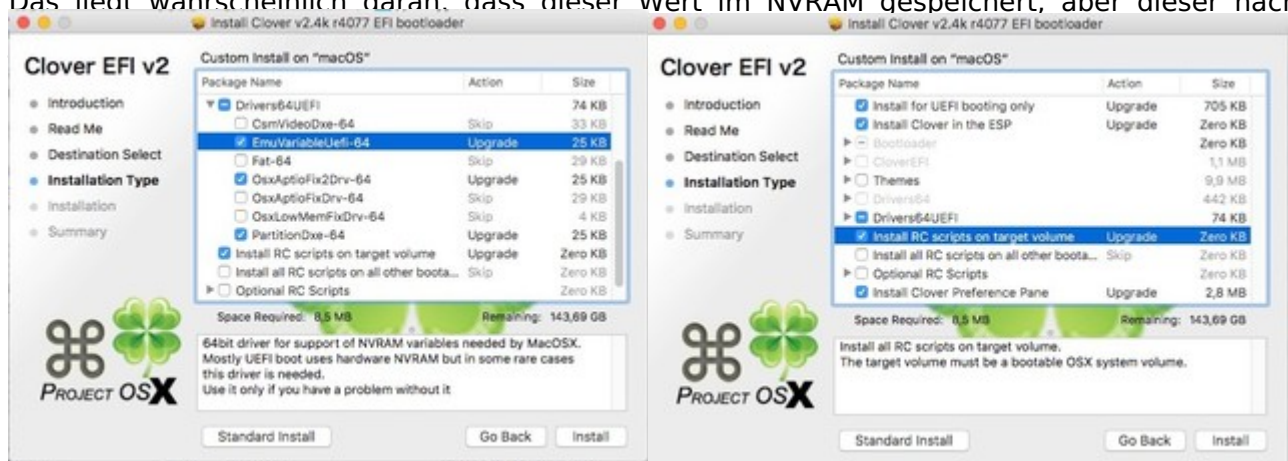 Das liegt wahrscheinlich daran, dass dieser Wert im NVRAM gespeichert, aber dieser nach
Install Clover v2.4k r4077 EFI bootloader
Clover EFI v2
Introduction
Read Me
Destination Select
Installation Type
Installation
Summary
PROJECT OSX
Custom Install on "macOS"
Package Name Action Size
Drivers64UEFI 74 KB
CsmVideoDxe-64 Skip 33 KB
EmuVariableUefi-64 Upgrade 25 KB
Fat-64 Skip 29 KB
OsxAptioFix2Drv-64 Upgrade 25 KB
OsxAptioFixDrv-64 Skip 29 KB
OsxLowMemFixDrv-64 Skip 4 KB
PartitionDxe-64 Upgrade 25 KB
Install RC scripts on target volume Upgrade Zero KB
Install all RC scripts on all other boota... Skip Zero KB
Optional RC Scripts Zero KB
Space Required: 8,5 MB Remaining: 143,69 GB
64bit driver for support of NVRAM variables needed by MacOSX.
Mostly UEFI boot uses hardware NVRAM but in some rare cases
this driver is needed.
Use it only if you have a problem without it
Standard Install Go Back Install
Install Clover v2.4k r4077 EFI bootloader
Clover EFI v2
Introduction
Read Me
Destination Select
Installation Type
Installation
Summary
PROJECT OSX
Custom Install on "macOS"
Package Name Action Size
Install for UEFI booting only Upgrade 705 KB
Install Clover in the ESP Upgrade Zero KB
Bootloader Zero KB
CloverEFI 1,1 MB
Themes 9,9 MB
Drivers64 442 KB
Drivers64UEFI 74 KB
Install RC scripts on target volume Upgrade Zero KB
Install all RC scripts on all other boota... Skip Zero KB
Optional RC Scripts Zero KB
Install Clover Preference Pane Upgrade 2,8 MB
Space Required: 8,5 MB Remaining: 143,69 GB
Install all RC scripts on target volume.
The target volume must be a bootable OSX system volume.
Standard Install Go Back Install